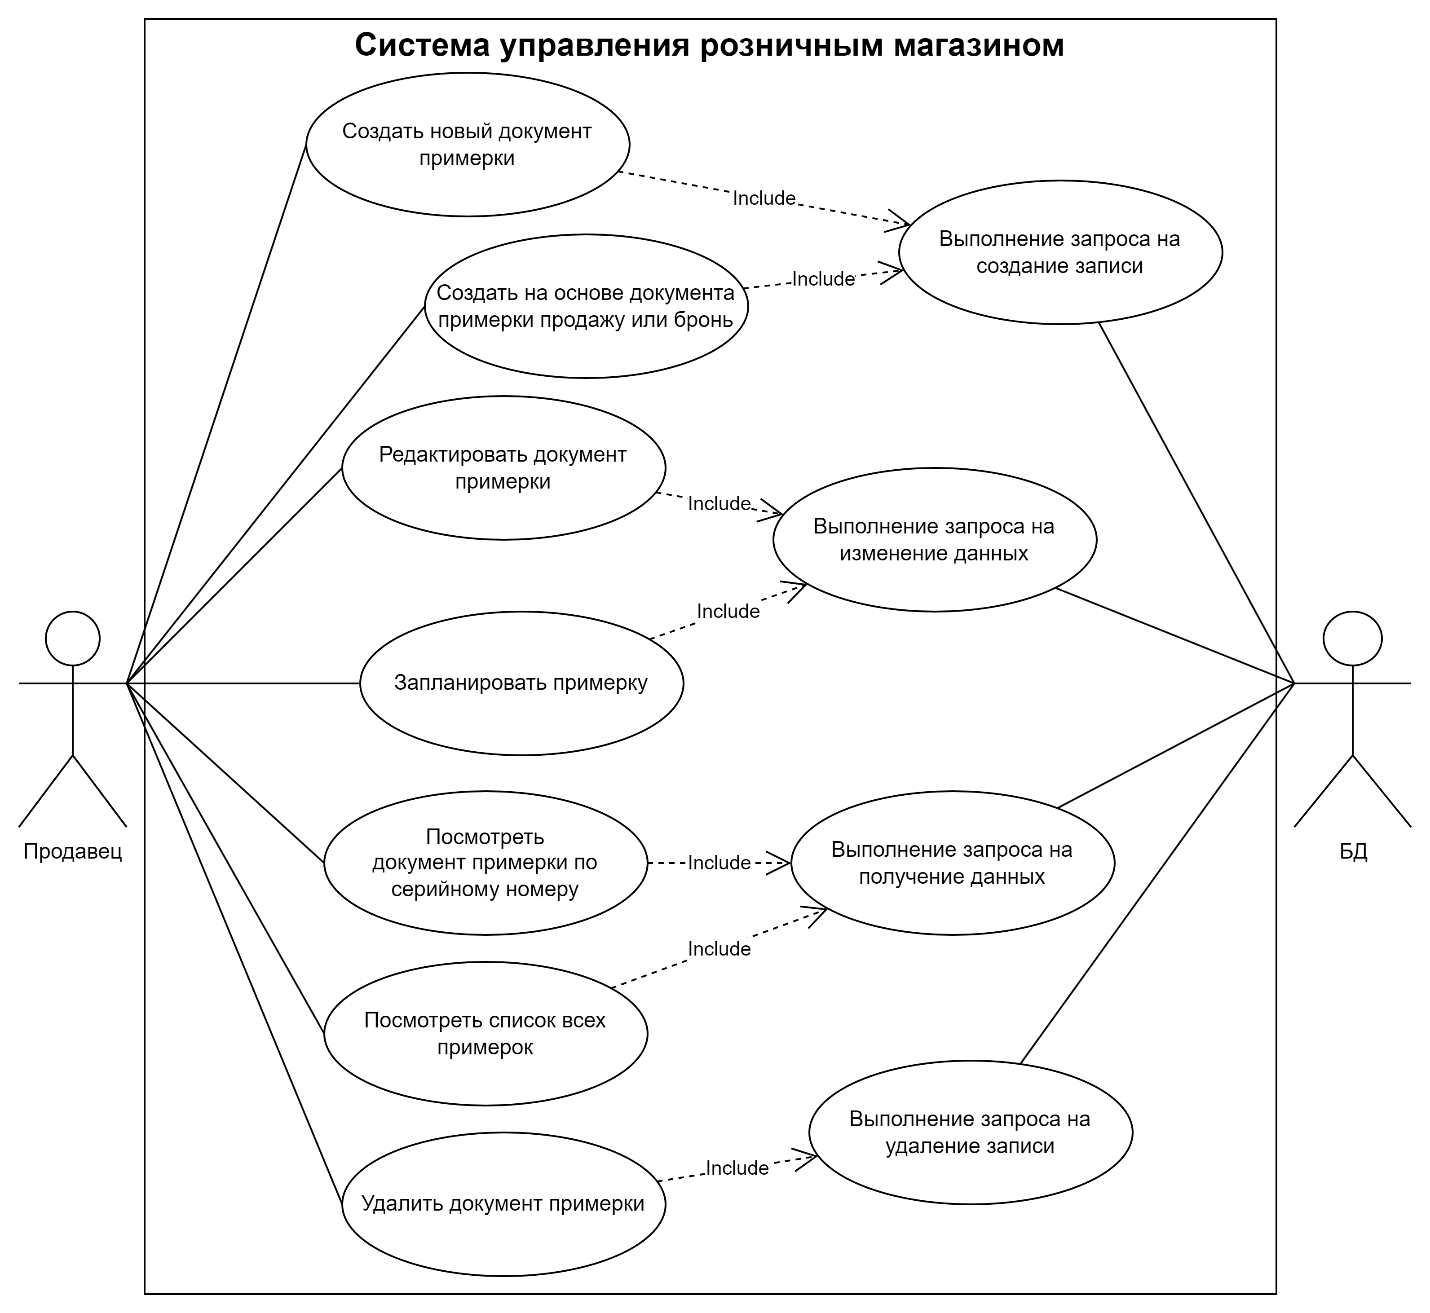 Система управления розничным магазином
Создать новый документ
примерки
Include
Выполнение запроса на
создание записи
Создать на основе документа
примерки продажу или бронь
Include
Редактировать документ
примерки
Include
Выполнение запроса на
изменение данных
Запланировать примерку
Include
Продавец
БД
Посмотреть
документ примерки по
серийному номеру
Include
Выполнение запроса на
получение данных
Посмотреть список всех
примерок
Include
Выполнение запроса на
удаление записи
Удалить документ примерки
Include